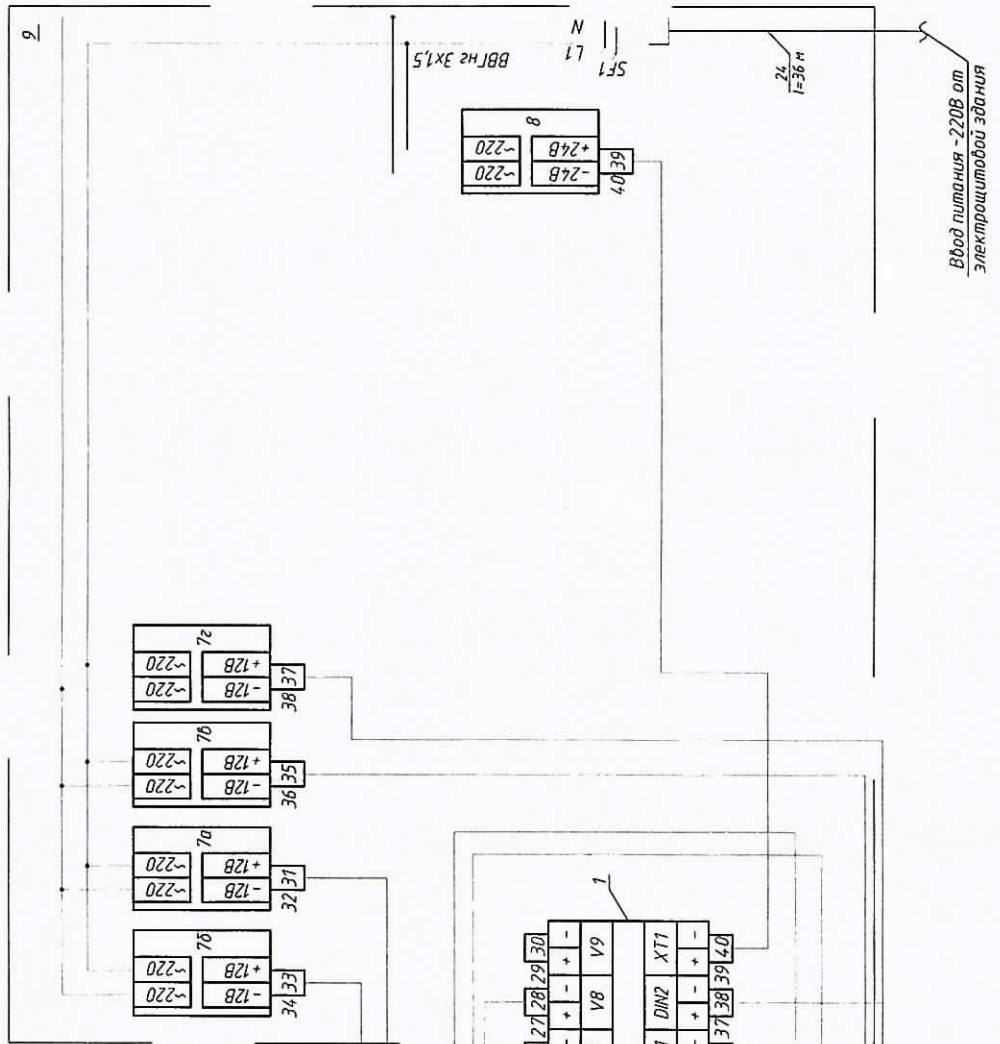 9
ВВГнг 3х1,5
N
L1
SF1
24
l=36 м
Ввод питания ~220В от
электрощитовой здания
8
~220 +24В 39
~220 -24В 40
7г
~220 +12В 37
~220 -12В 38
7в
~220 +12В 35
~220 -12В 36
7а
~220 +12В 31
~220 -12В 32
7б
~220 +12В 33
~220 -12В 34
1
30 - V9 XT1 - 40
29 + + 39
28 - V8 DIN2 - 38
27 + + 37
- -